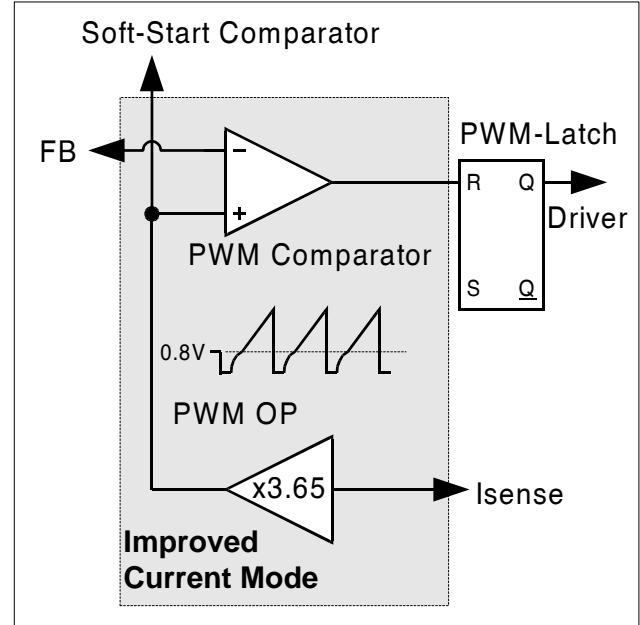 Soft-Start Comparator
FB
PWM-Latch
−
R Q
+
Driver
PWM Comparator
S Q
0.8V
PWM OP
x3.65
Isense
Improved
Current Mode